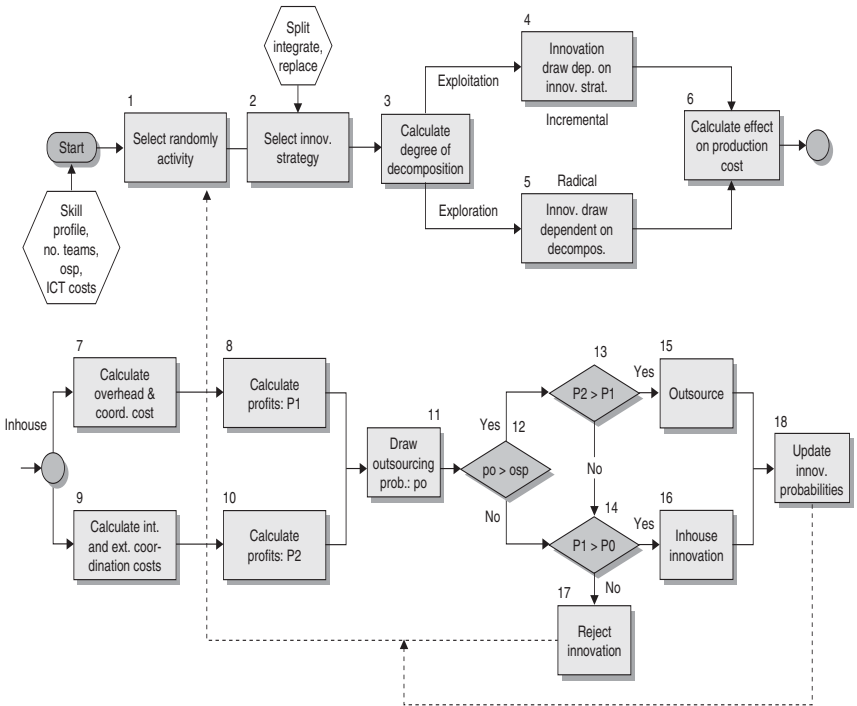 Split
integrate,
replace
4
Innovation
draw dep. on
innov. strat.
Incremental
Exploitation
1
Select randomly
activity
2
Select innov.
strategy
3
Calculate
degree of
decomposition
6
Calculate effect
on production
cost
Start
Skill
profile,
no. teams,
osp,
ICT costs
Exploration
5
Radical
Innov. draw
dependent on
decompos.
7
Calculate
overhead &
coord. cost
8
Calculate
profits: P1
Inhouse
9
Calculate int.
and ext. coor-
dination costs
10
Calculate
profits: P2
11
Draw
outsourcing
prob.: po
Yes
12
po > osp
No
13
P2 > P1
Yes
No
14
P1 > P0
Yes
No
15
Outsource
16
Inhouse
innovation
17
Reject
innovation
18
Update
innov.
probabilities